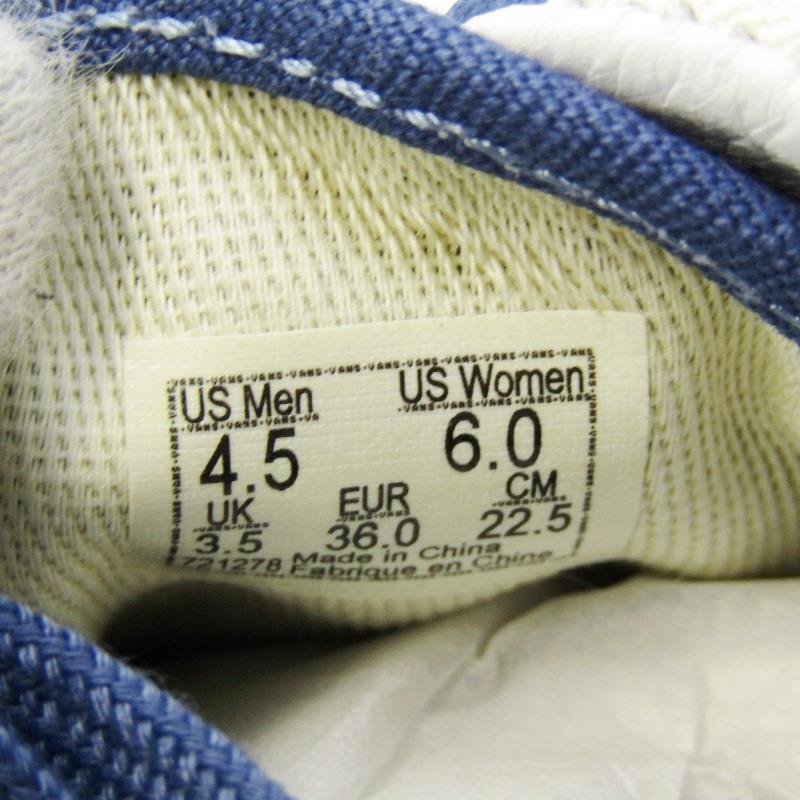 US Men US Women
4.5 6.0
UK EUR CM
3.5 36.0 22.5
721278 Made in China
Fabrique en Chine